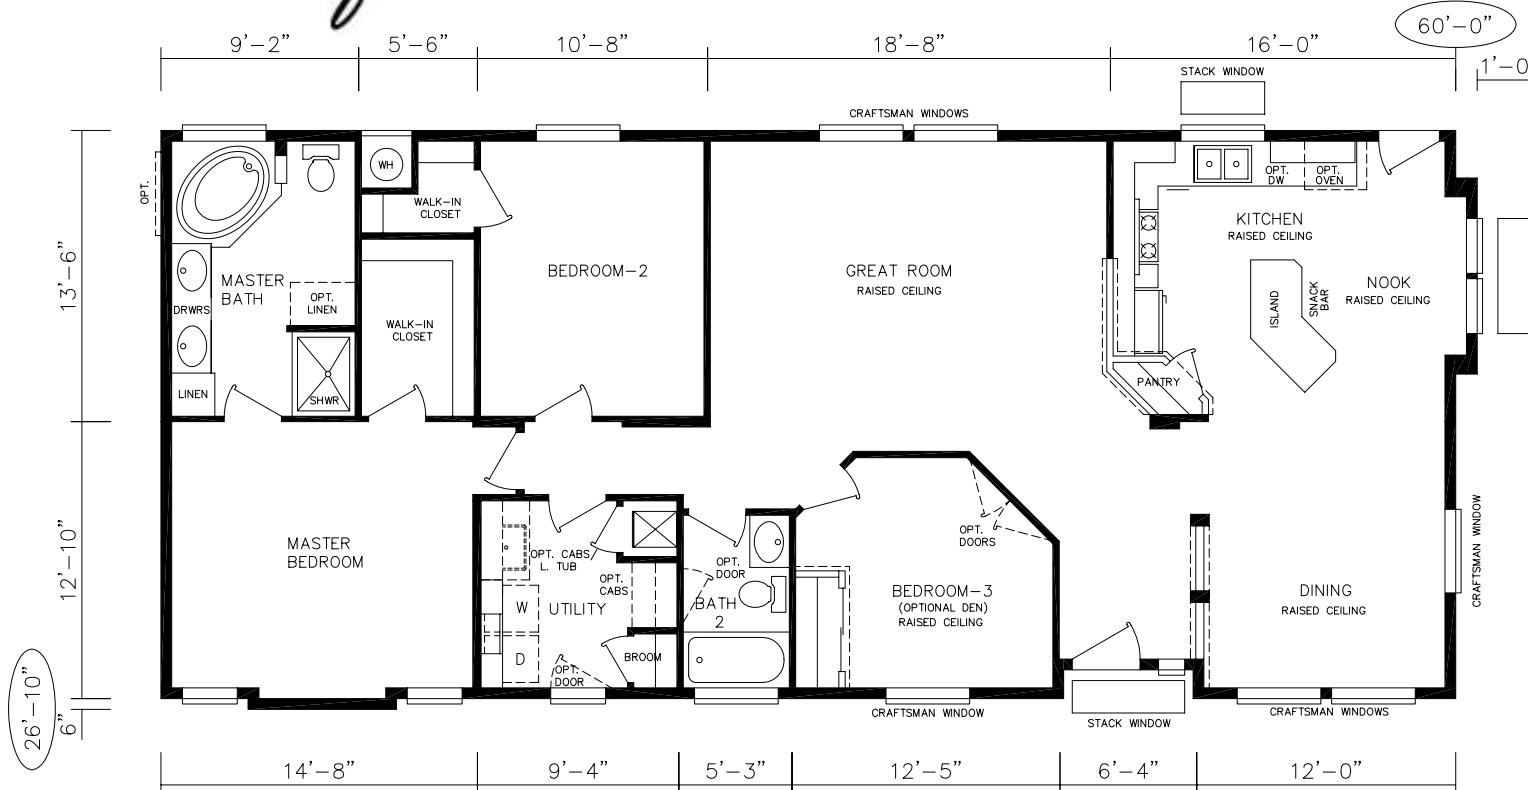 60'-0"
9'-2"
5'-6"
10'-8"
18'-8"
16'-0"
1'-0
STACK WINDOW
CRAFTSMAN WINDOWS
OPT.
WH
WALK-IN
CLOSET
OPT.
DW
OPT.
OVEN
KITCHEN
RAISED CEILING
13'-6"
MASTER
BATH
DRWRS
OPT.
LINEN
BEDROOM-2
GREAT ROOM
RAISED CEILING
NOOK
RAISED CEILING
ISLAND
SNACK
BAR
WALK-IN
CLOSET
LINEN
SHWR
PANTRY
12'-10"
MASTER
BEDROOM
OPT. CABS
L. TUB
OPT.
CABS
W
UTILITY
D
BROOM
OPT.
DOOR
OPT.
DOOR
BATH
2
OPT.
DOORS
BEDROOM-3
(OPTIONAL DEN)
RAISED CEILING
DINING
RAISED CEILING
CRAFTSMAN WINDOW
26'-10"
6"
CRAFTSMAN WINDOW
STACK WINDOW
CRAFTSMAN WINDOWS
14'-8"
9'-4"
5'-3"
12'-5"
6'-4"
12'-0"